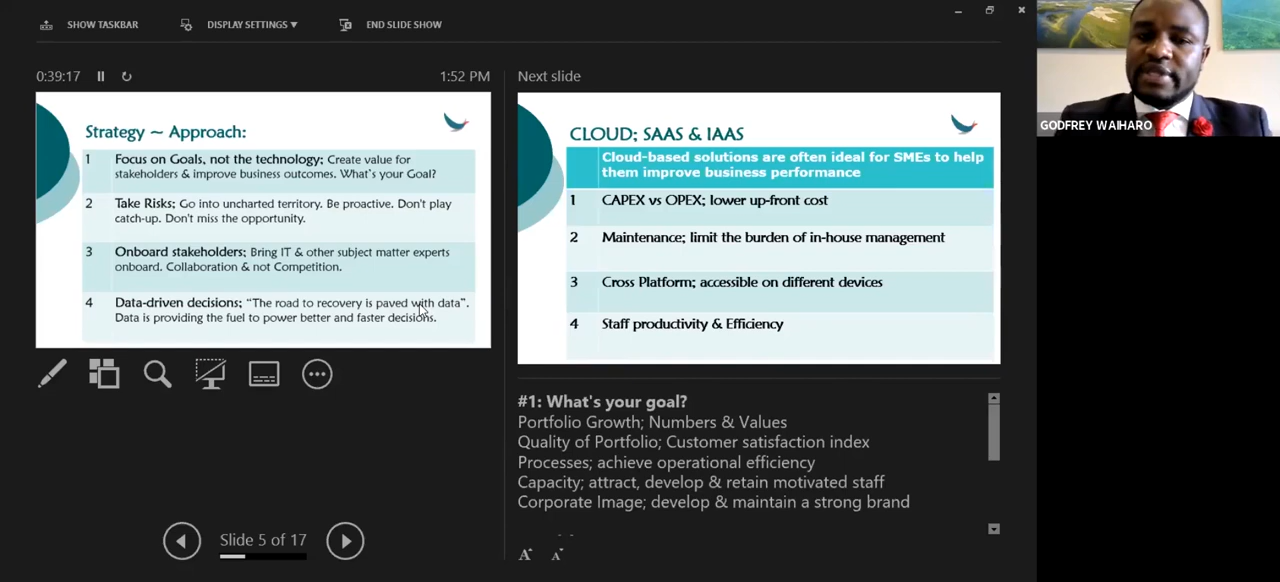 SHOW TASKBAR
DISPLAY SETTINGS ▼
END SLIDE SHOW
0:39:17
1:52 PM
Strategy ~ Approach:
1 Focus on Goals, not the technology; Create value for
stakeholders & improve business outcomes. What's your Goal?
2 Take Risks; Go into uncharted territory. Be proactive. Don't play
catch-up. Don't miss the opportunity.
3 Onboard stakeholders; Bring IT & other subject matter experts
onboard. Collaboration & not Competition.
4 Data-driven decisions; “The road to recovery is paved with data”.
Data is providing the fuel to power better and faster decisions.
Slide 5 of 17
Next slide
CLOUD; SAAS & IAAS
Cloud-based solutions are often ideal for SMEs to help
them improve business performance
1 CAPEX vs OPEX; lower up-front cost
2 Maintenance; limit the burden of in-house management
3 Cross Platform; accessible on different devices
4 Staff productivity & Efficiency
#1: What's your goal?
Portfolio Growth; Numbers & Values
Quality of Portfolio; Customer satisfaction index
Processes; achieve operational efficiency
Capacity; attract, develop & retain motivated staff
Corporate Image; develop & maintain a strong brand
A A
GODFREY WAIHARO